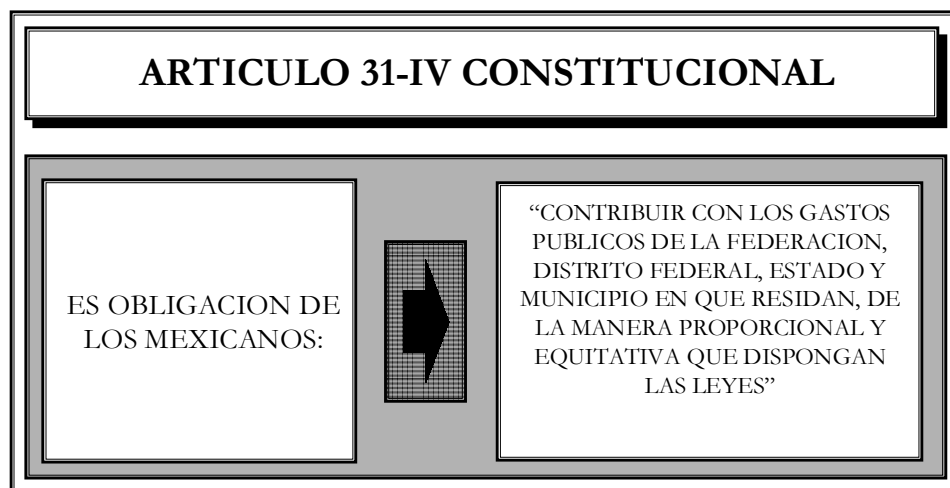 ARTICULO 31-IV CONSTITUCIONAL
ES OBLIGACION DE
LOS MEXICANOS:
“CONTRIBUIR CON LOS GASTOS
PUBLICOS DE LA FEDERACION,
DISTRITO FEDERAL, ESTADO Y
MUNICIPIO EN QUE RESIDAN, DE
LA MANERA PROPORCIONAL Y
EQUITATIVA QUE DISPONGAN
LAS LEYES”